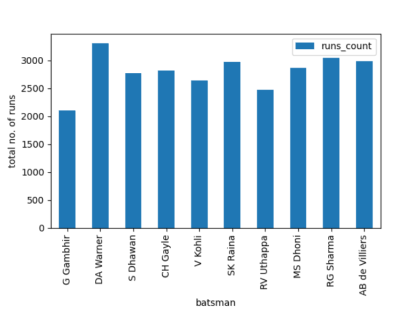 runs_count
total no. of runs
3000
2500
2000
1500
1000
500
0
G Gambhir
DA Warner
S Dhawan
CH Gayle
V Kohli
SK Raina
RV Uthappa
MS Dhoni
RG Sharma
AB de Villiers
batsman